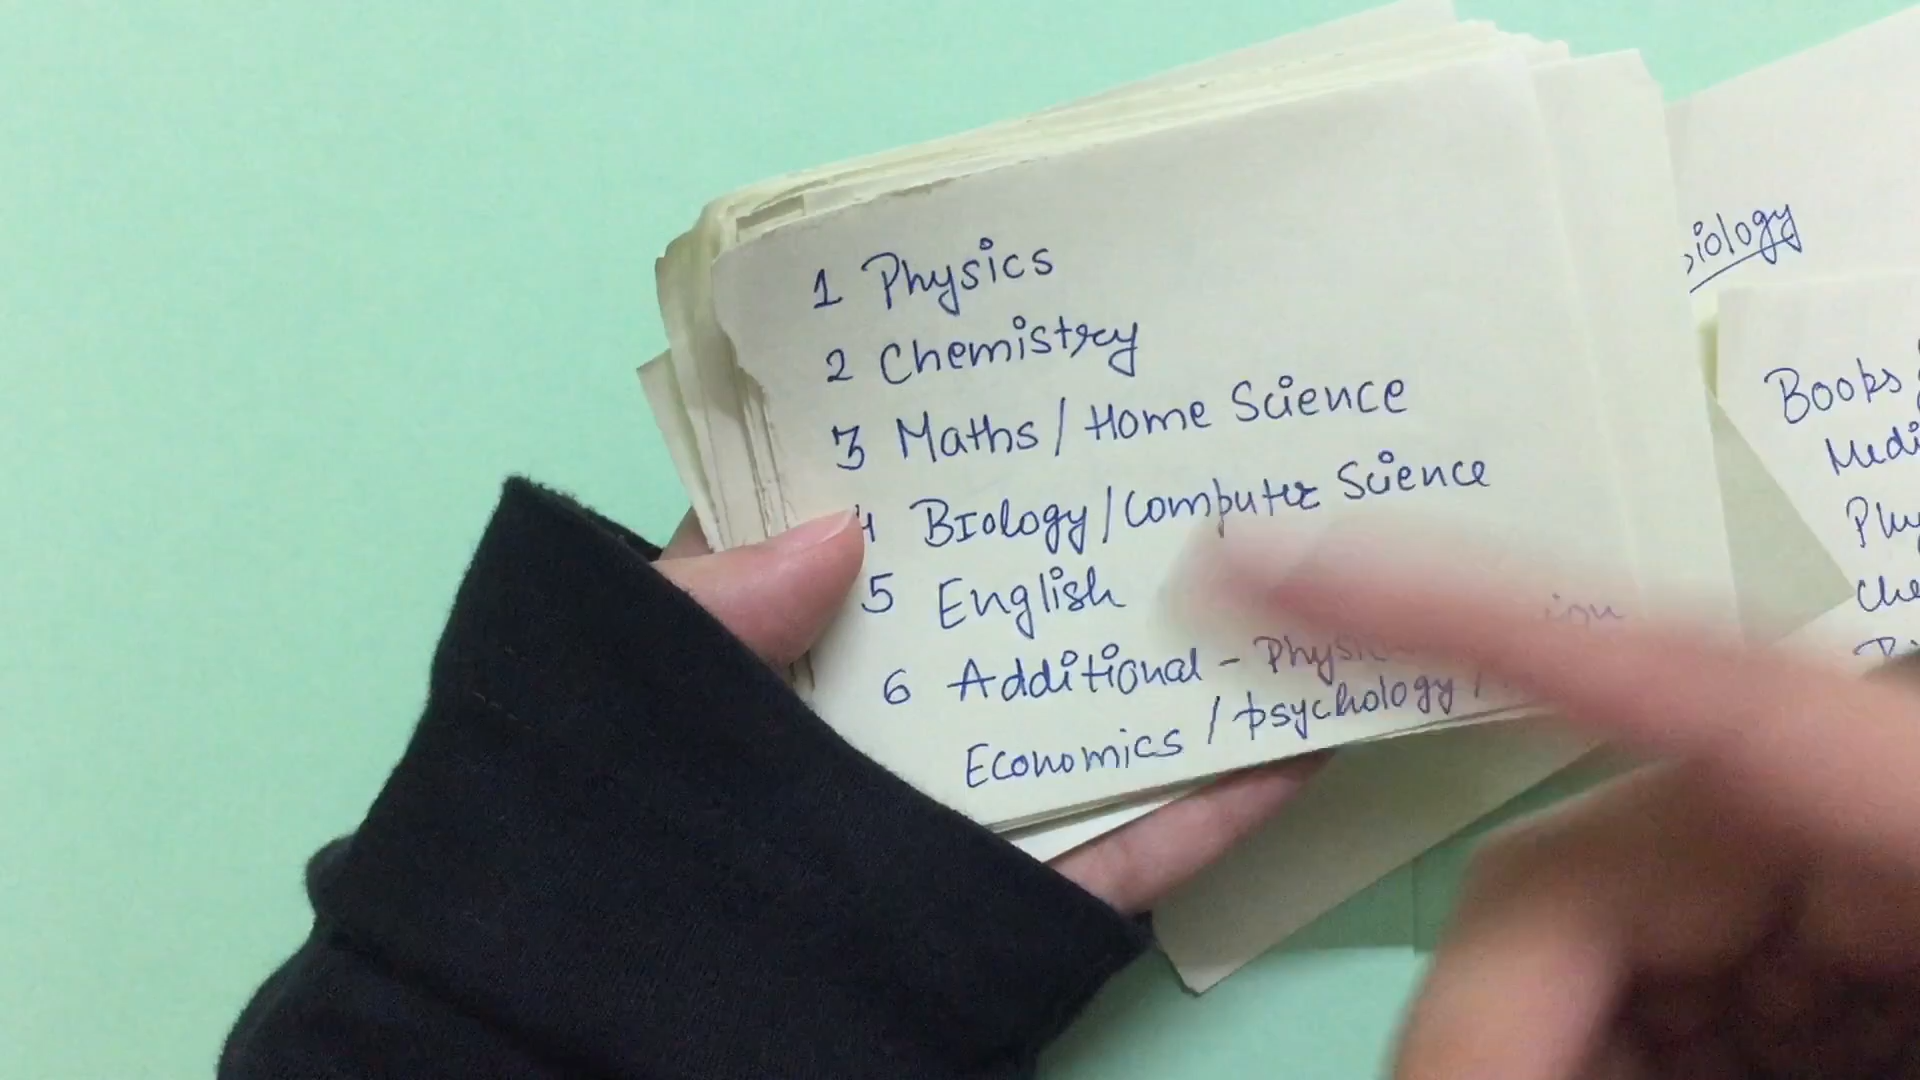 1 Physics
2 Chemistry
3 Maths / Home Science
4 Biology / Computer Science
5 English
6 Additional -
Economics / psychology /
Books